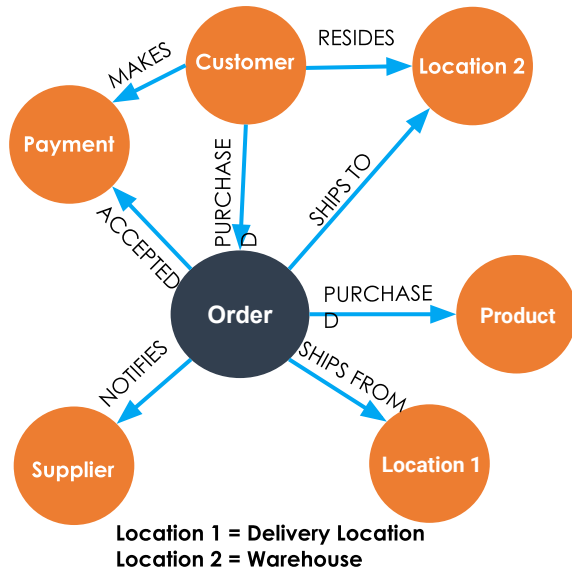 RESIDES
MAKES
Customer
Location 2
Payment
PURCHASE
D
SHIPS TO
ACCEPTED
Order
PURCHASE
D
Product
NOTIFIES
SHIPS FROM
Supplier
Location 1
Location 1 = Delivery Location
Location 2 = Warehouse